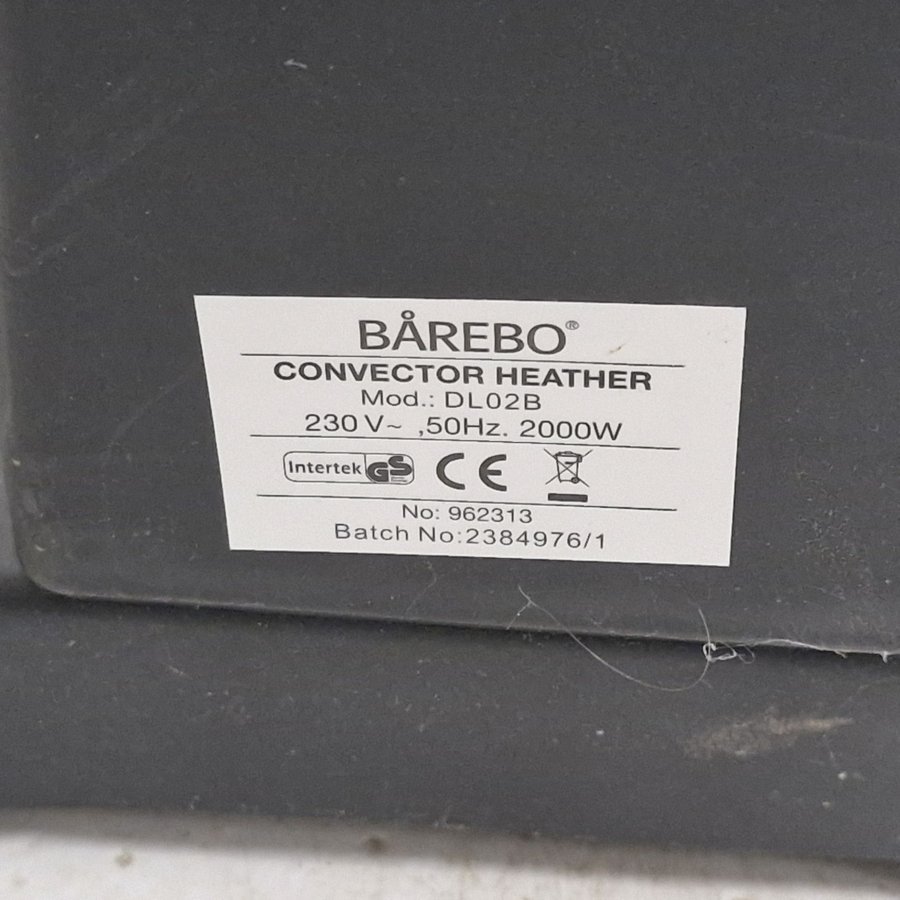 BÅREBO®
CONVECTOR HEATHER
Mod.: DL02B
230 V~ ,50Hz. 2000W
Intertek GS CE
No: 962313
Batch No:2384976/1